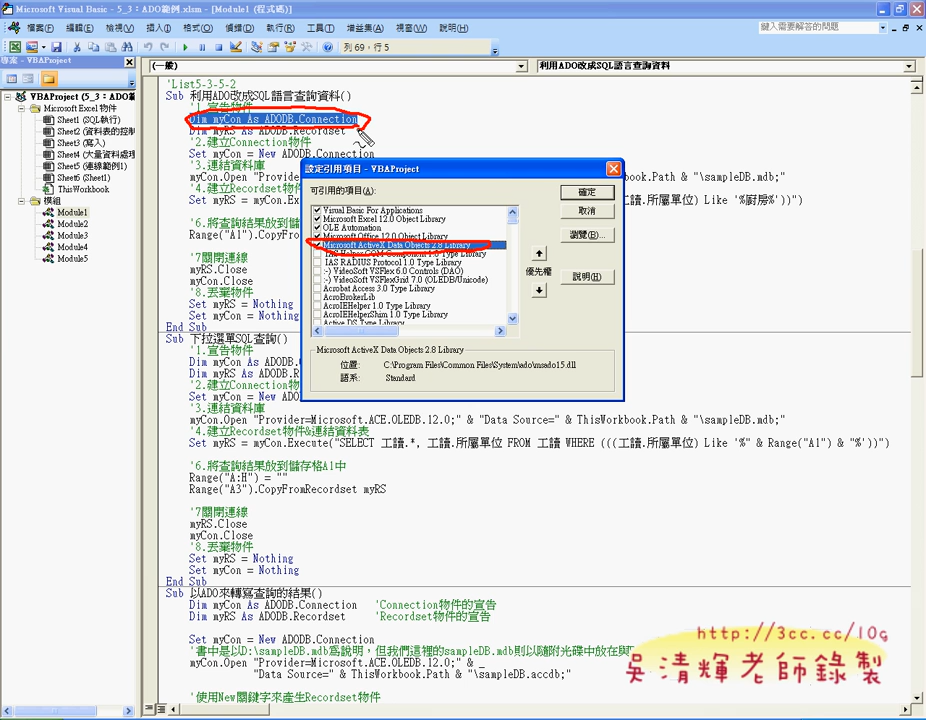 Microsoft Visual Basic - 5_3：ADO範例.xlsm - [Module1 (程式碼)]
檔案(F) 編輯(E) 檢視(V) 插入(I) 格式(O) 偵錯(D) 執行(R) 工具(T) 增益集(A) 視窗(W) 說明(H)
鍵入需要解答的問題
列 69，行 5
專案 - VBAProject
VBAProject (5_3：ADO範
Microsoft Excel 物件
Sheet1 (SQL執行)
Sheet2 (資料表的控制
Sheet3 (寫入)
Sheet4 (大量資料處理
Sheet5 (連線範例1)
Sheet6 (Sheet1)
ThisWorkbook
模組
Module1
Module2
Module3
Module4
Module5
(一般)
利用ADO改成SQL語言查詢資料
'List5-3-5-2
Sub 利用ADO改成SQL語言查詢資料()
'1.宣告物件
Dim myCon As ADODB.Connection
Dim myRS As ADODB.Recordset
'2.建立Connection物件
Set myCon = New ADODB.Connection
'3.連結資料庫
myCon.Open "Provider=M
book.Path & "\sampleDB.mdb;"
'4.建立Recordset物件
Set myRS = myCon.Exe
工讀.所屬單位) Like '%廚房%'))")
'6.將查詢結果放到儲
Range("A1").CopyFrom
'7關閉連線
myRS.Close
myCon.Close
'8.丟棄物件
Set myRS = Nothing
Set myCon = Nothing
End Sub
設定引用項目 - VBAProject
可引用的項目(A):
Visual Basic For Applications
Microsoft Excel 12.0 Object Library
OLE Automation
Microsoft Office 12.0 Object Library
Microsoft ActiveX Data Objects 2.8 Library
IAS Helper COM Component 1.0 Type Library
IAS RADIUS Protocol 1.0 Type Library
:-) VideoSoft VSFlex 6.0 Controls (DAO)
:-) VideoSoft VSFlexGrid 7.0 (OLEDB/Unicode)
Acrobat Access 3.0 Type Library
AcroBrokerLib
AcroIEHelper 1.0 Type Library
AcroIEHelperShim 1.0 Type Library
Active DS Type Library
確定
取消
瀏覽(B)...
優先權
說明(H)
Microsoft ActiveX Data Objects 2.8 Library
位置: C:\Program Files\Common Files\System\ado\msado15.dll
語系: Standard
Sub 下拉選單SQL查詢()
'1.宣告物件
Dim myCon As ADODB.C
Dim myRS As ADODB.R
'2.建立Connection物件
Set myCon = New ADOD
'3.連結資料庫
myCon.Open "Provider=Microsoft.ACE.OLEDB.12.0;" & "Data Source=" & ThisWorkbook.Path & "\sampleDB.mdb;"
'4.建立Recordset物件&連結資料表
Set myRS = myCon.Execute("SELECT 工讀.*, 工讀.所屬單位 FROM 工讀 WHERE (((工讀.所屬單位) Like '%" & Range("A1") & "%'))")
'6.將查詢結果放到儲存格A1中
Range("A:H") = ""
Range("A3").CopyFromRecordset myRS
'7關閉連線
myRS.Close
myCon.Close
'8.丟棄物件
Set myRS = Nothing
Set myCon = Nothing
End Sub
Sub 以ADO來轉寫查詢的結果()
Dim myCon As ADODB.Connection 'Connection物件的宣告
Dim myRS As ADODB.Recordset 'Recordset物件的宣告
Set myCon = New ADODB.Connection
'書中是以D:\sampleDB.mdb為說明，但我們這裡的sampleDB.mdb則以隨附光碟中放在與
myCon.Open "Provider=Microsoft.ACE.OLEDB.12.0;" & _
"Data Source=" & ThisWorkbook.Path & "\sampleDB.accdb;"
'使用New關鍵字來產生Recordset物件
http://3cc.cc/10g
吳清輝老師錄製